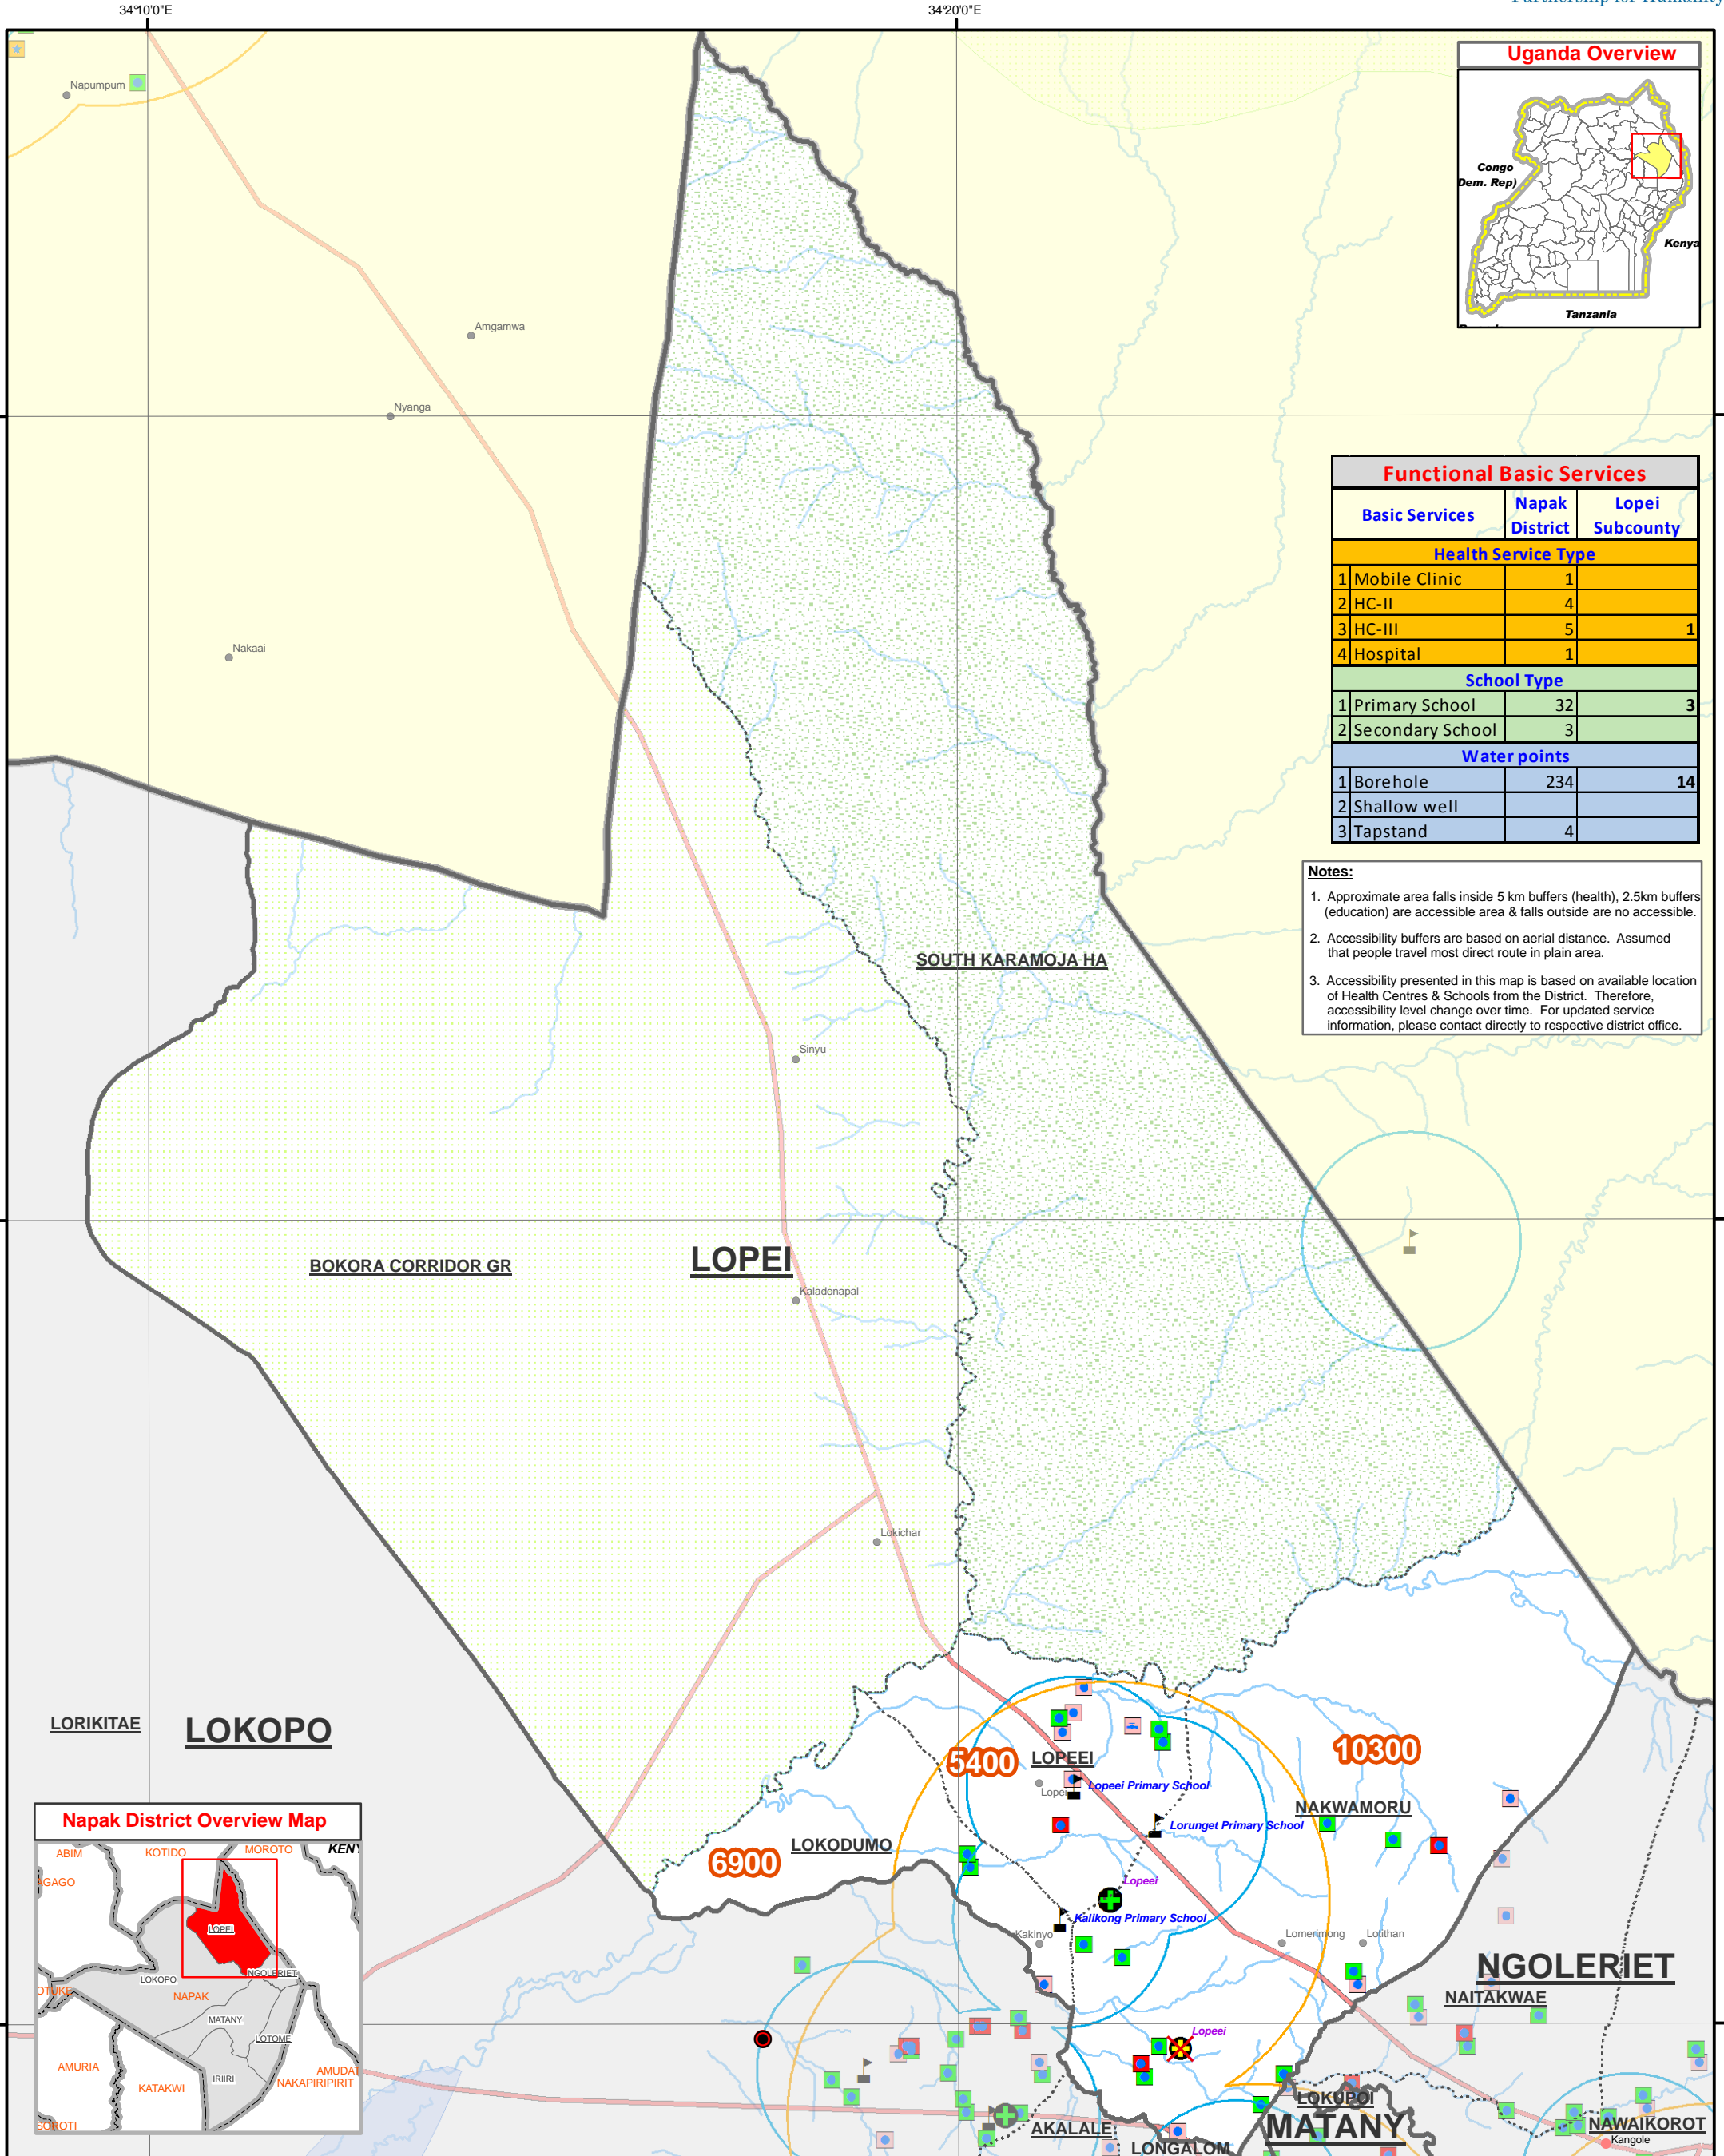 34°10'0"E
34°20'0"E
Napumpum
Uganda Overview
Congo
Dem. Rep)
Kenya
Tanzania
Amgamwa
Nyanga
Nakaai
Functional Basic Services
Basic Services
Napak District
Lopei Subcounty
Health Service Type
1 Mobile Clinic 1
2 HC-II 4
3 HC-III 5 1
4 Hospital 1
School Type
1 Primary School 32 3
2 Secondary School 3
Water points
1 Borehole 234 14
2 Shallow well
3 Tapstand 4
Notes:
1. Approximate area falls inside 5 km buffers (health), 2.5km buffers
(education) are accessible area & falls outside are no accessible.
2. Accessibility buffers are based on aerial distance. Assumed
that people travel most direct route in plain area.
3. Accessibility presented in this map is based on available location
of Health Centres & Schools from the District. Therefore,
accessibility level change over time. For updated service
information, please contact directly to respective district office.
SOUTH KARAMOJA HA
Sinyu
BOKORA CORRIDOR GR
LOPEI
Kaladonapal
Lokichar
LORIKITAE
LOKOPO
5400
LOPEEI
10300
Lopeei Primary School
Lopei
NAKWAMORU
Lorunget Primary School
LOKODUMO
6900
Lopeei
Kalikong Primary School
Kakinyo
Lomerimong
Lotithan
NGOLERIET
NAITAKWAE
Lopeei
LOKUPOI
MATANY
AKALALE
LONGALOM
NAWAIKOROT
Kangole
Napak District Overview Map
ABIM
KOTIDO
MOROTO
KENY
GAGO
LOPEI
LOKOPO
NGOLERIET
OTUKE
NAPAK
MATANY
LOTOME
AMURIA
IRIIRI
AMUDAT
NAKAPIRIPIRIT
KATAKWI
SOROTI